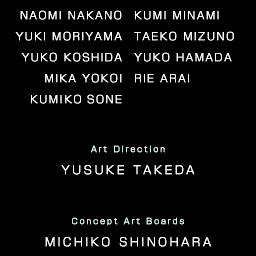 NAOMI NAKANO KUMI MINAMI
YUKI MORIYAMA TAEKO MIZUNO
YUKO KOSHIDA YUKO HAMADA
MIKA YOKOI RIE ARAI
KUMIKO SONE
Art Direction
YUSUKE TAKEDA
Concept Art Boards
MICHIKO SHINOHARA